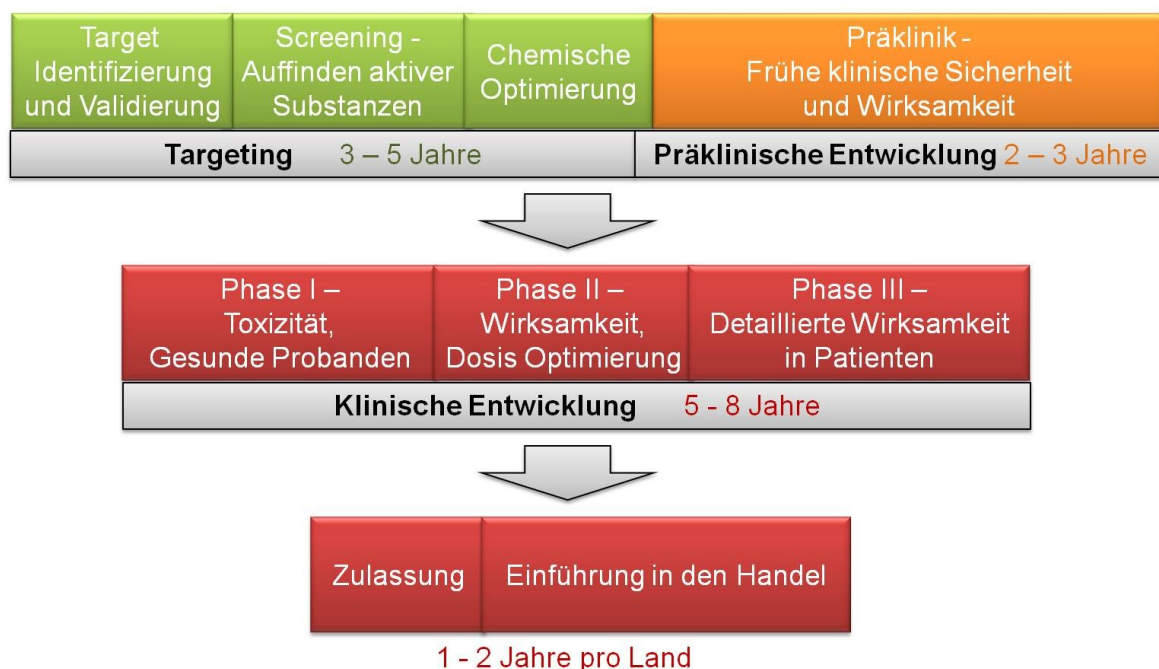 Target
Identifizierung
und Validierung
Screening -
Auffinden aktiver
Substanzen
Chemische
Optimierung
Präklinik -
Frühe klinische Sicherheit
und Wirksamkeit
Targeting 3 – 5 Jahre
Präklinische Entwicklung 2 – 3 Jahre
Phase I –
Toxizität,
Gesunde Probanden
Phase II –
Wirksamkeit,
Dosis Optimierung
Phase III –
Detaillierte Wirksamkeit
in Patienten
Klinische Entwicklung 5 - 8 Jahre
Zulassung
Einführung in den Handel
1 - 2 Jahre pro Land